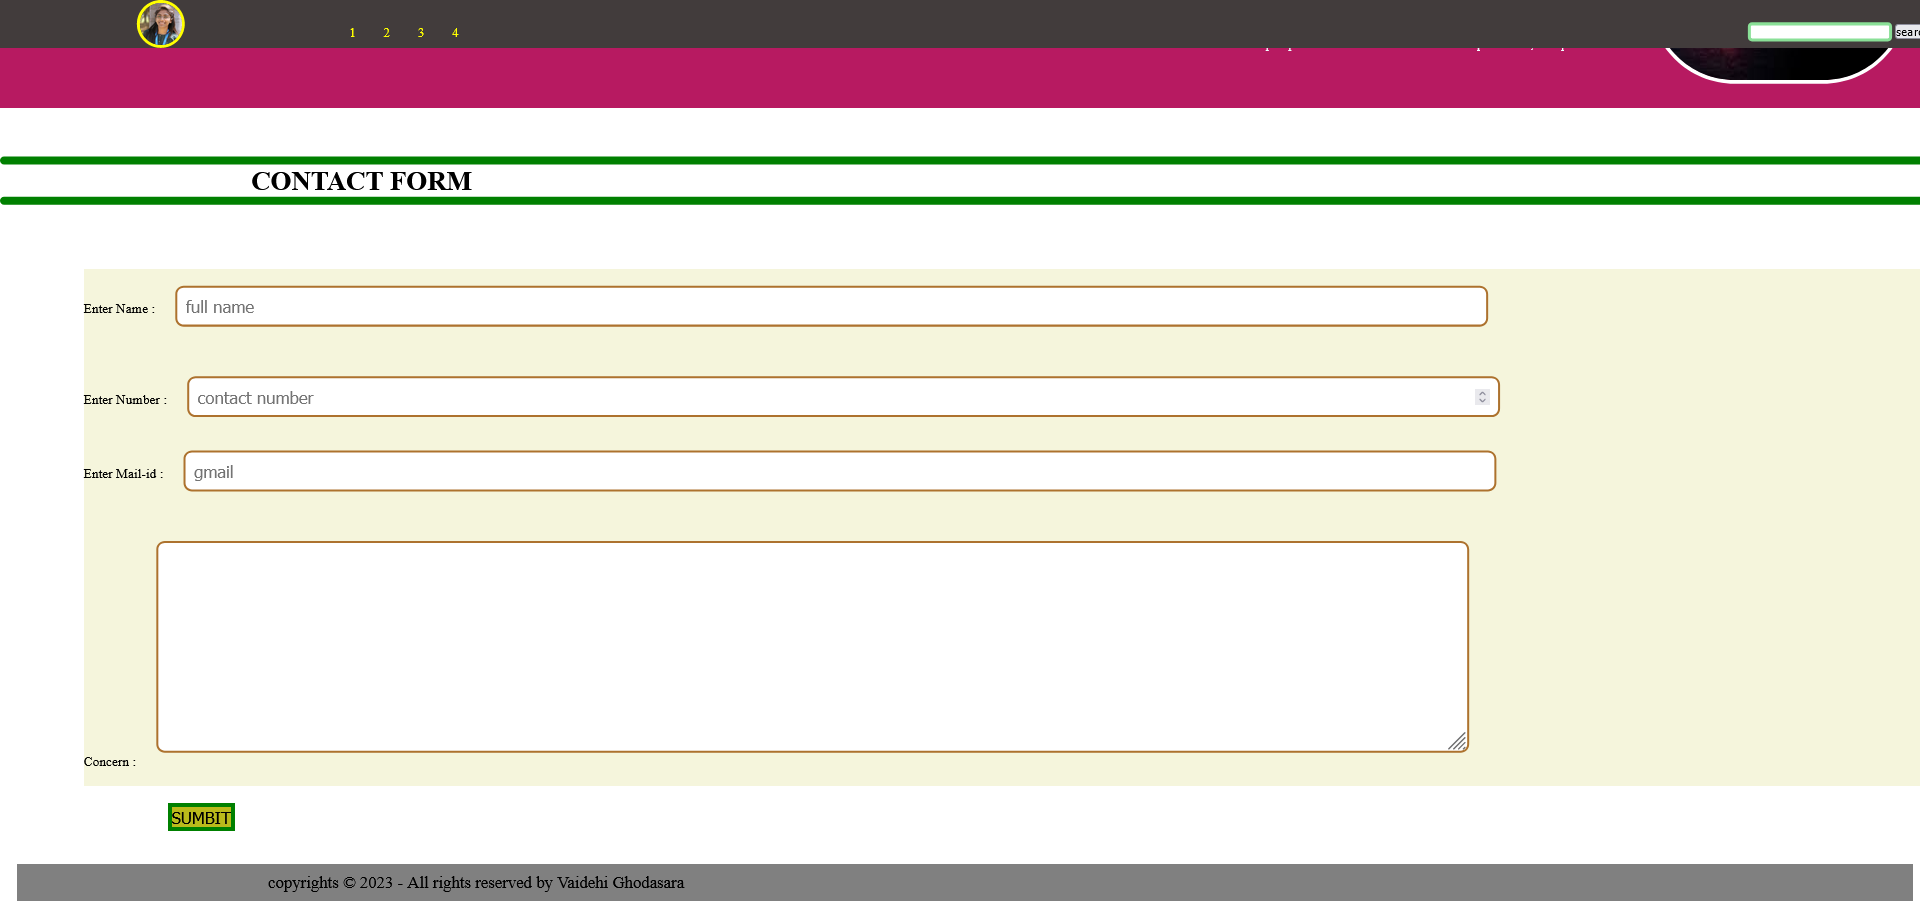 1 2 3 4
CONTACT FORM
Enter Name : full name
Enter Number : contact number
Enter Mail-id : gmail
Concern :
SUMBIT
copyrights © 2023 - All rights reserved by Vaidehi Ghodasara